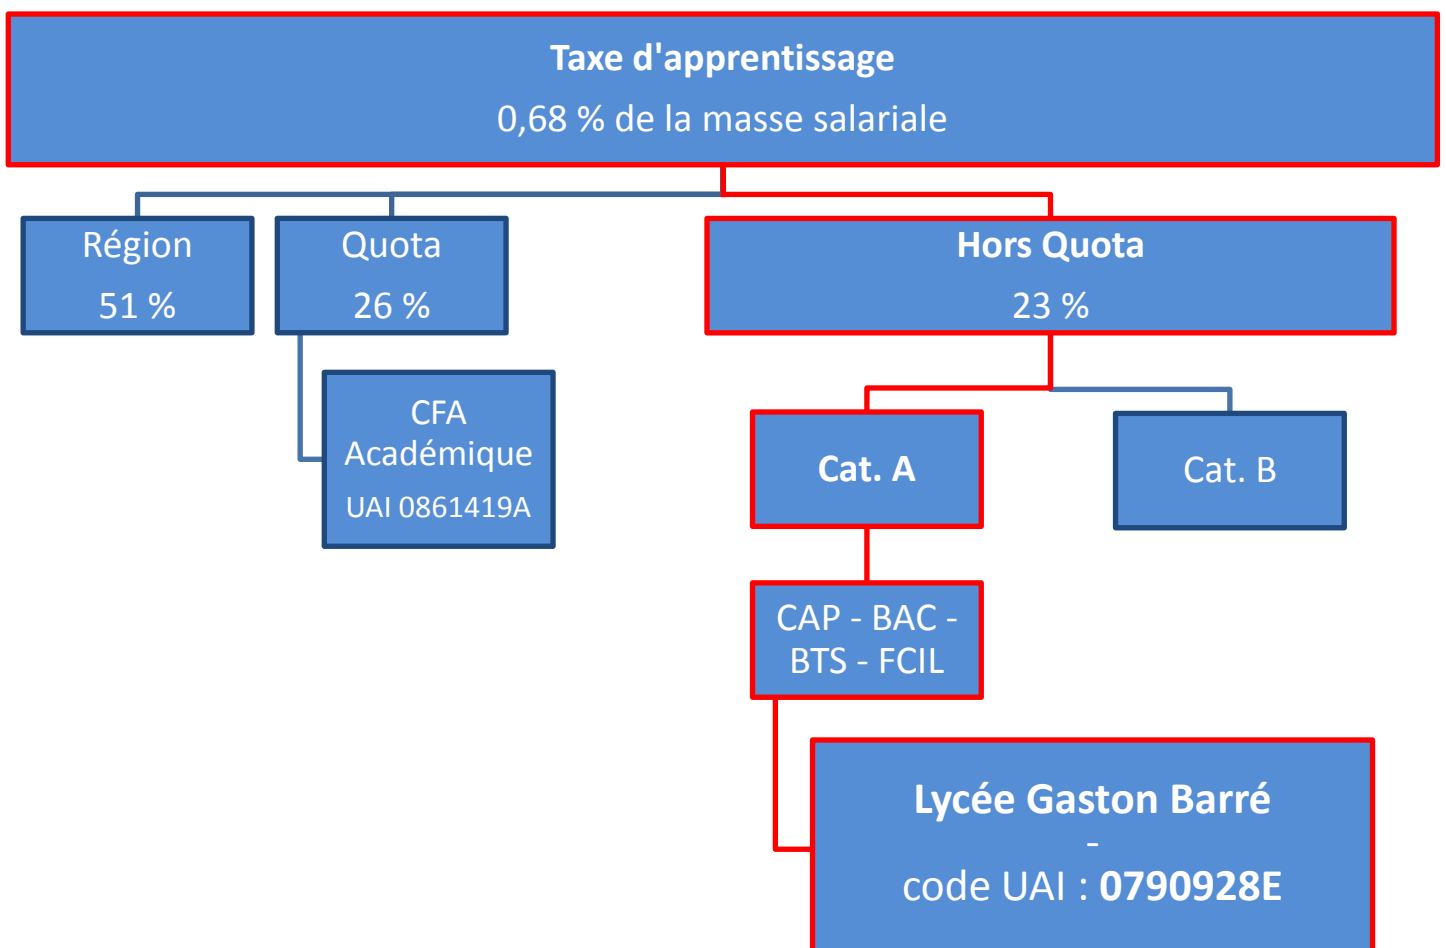 Taxe d'apprentissage
0,68 % de la masse salariale
Région
51 %
Quota
26 %
Hors Quota
23 %
CFA
Académique
UAI 0861419A
Cat. A
Cat. B
CAP - BAC -
BTS - FCIL
Lycée Gaston Barré
-
code UAI : 0790928E